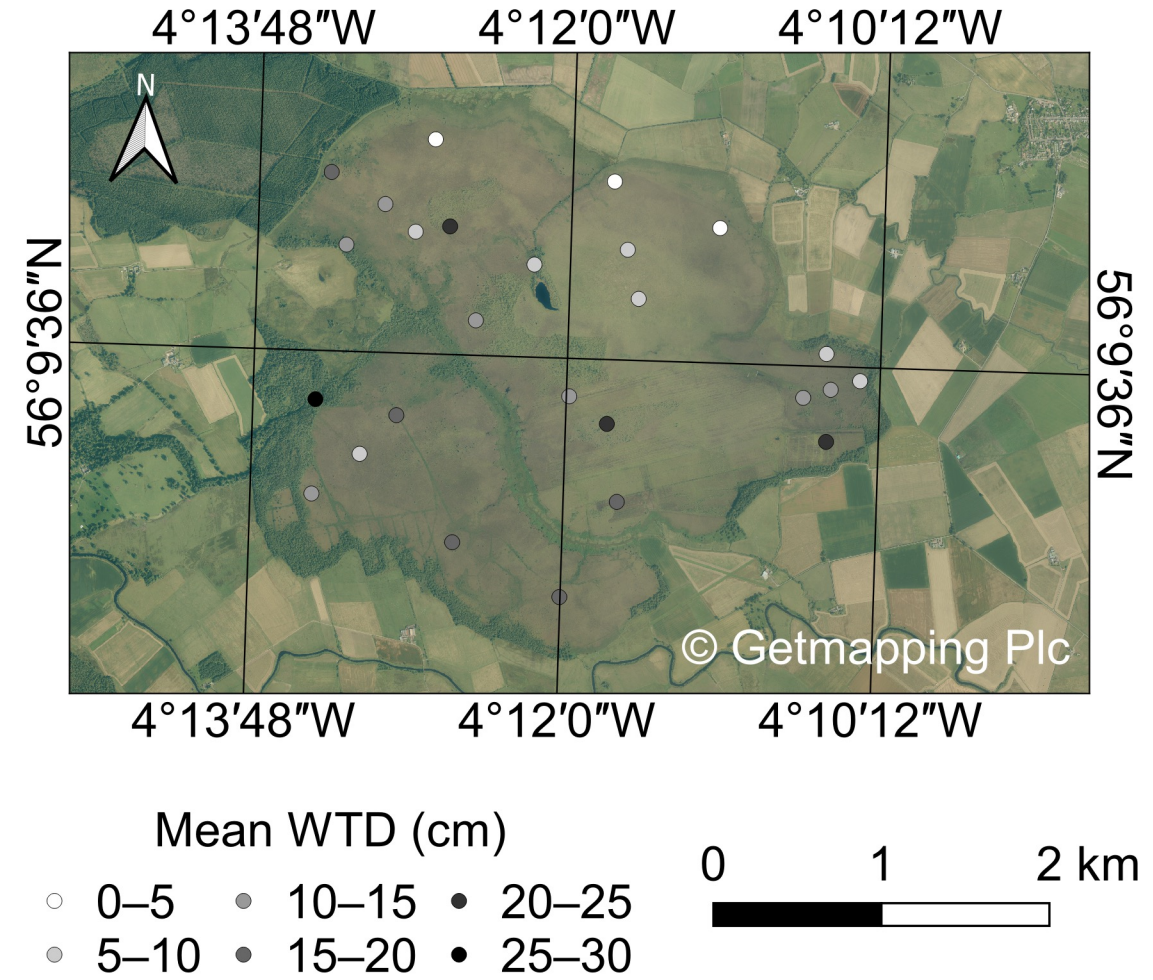 4°13′48″W 4°12′0″W 4°10′12″W
N
56°9′36″N
56°9′36″N
© Getmapping Plc
4°13′48″W 4°12′0″W 4°10′12″W
Mean WTD (cm)
0 1 2 km
0–5 10–15 20–25
5–10 15–20 25–30